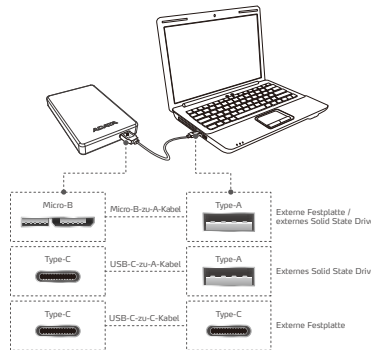 ADATA
Micro-B
Micro-B-zu-A-Kabel
Type-A
Externe Festplatte /
externes Solid State Driv
Type-C
USB-C-zu-A-Kabel
Type-A
Externes Solid State Driv
Type-C
USB-C-zu-C-Kabel
Type-C
Externe Festplatte